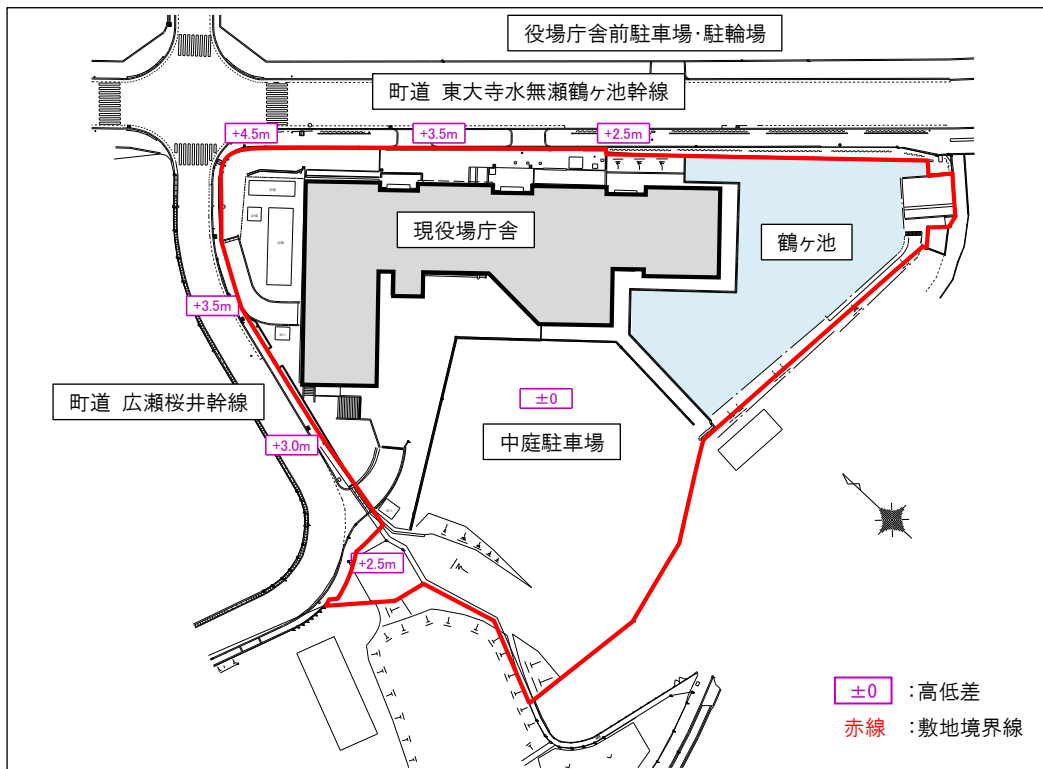 役場庁舎前駐車場・駐輪場
町道 東大寺水無瀬鶴ヶ池幹線
+4.5m
+3.5m
+2.5m
現役場庁舎
鶴ヶ池
+3.5m
町道 広瀬桜井幹線
±0
中庭駐車場
+3.0m
+2.5m
±0 :高低差
赤線 :敷地境界線